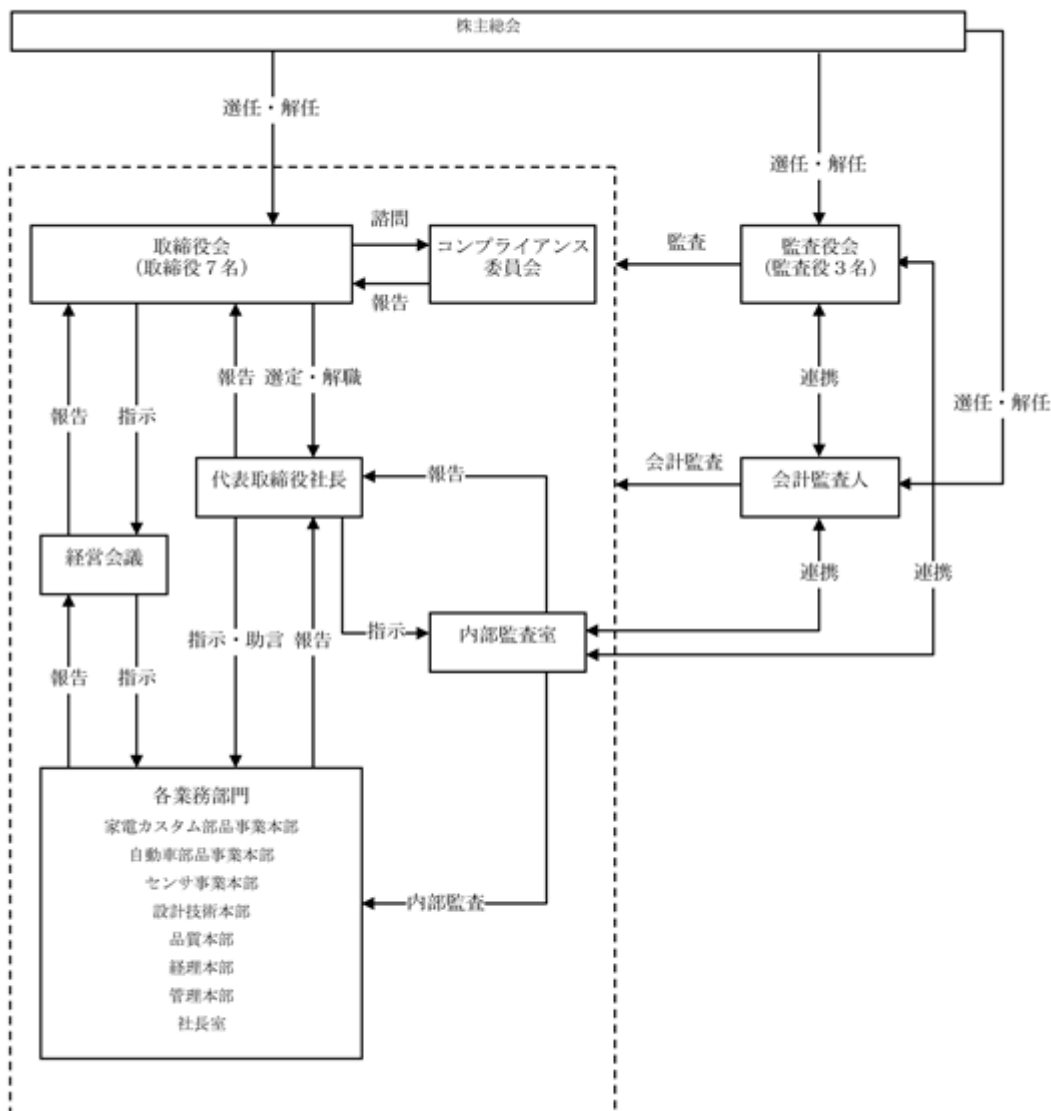 株主総会
選任・解任
選任・解任
諮問
取締役会
（取締役７名）
コンプライアンス
委員会
監査
監査役会
（監査役３名）
報告
報告 選定・解職
連携
選任・解任
報告
指示
代表取締役社長
報告
会計監査
会計監査人
経営会議
連携
連携
指示・助言 報告
指示
内部監査室
報告
指示
各業務部門
家電カスタム部品事業本部
自動車部品事業本部
センサ事業本部
設計技術本部
内部監査
品質本部
経理本部
管理本部
社長室